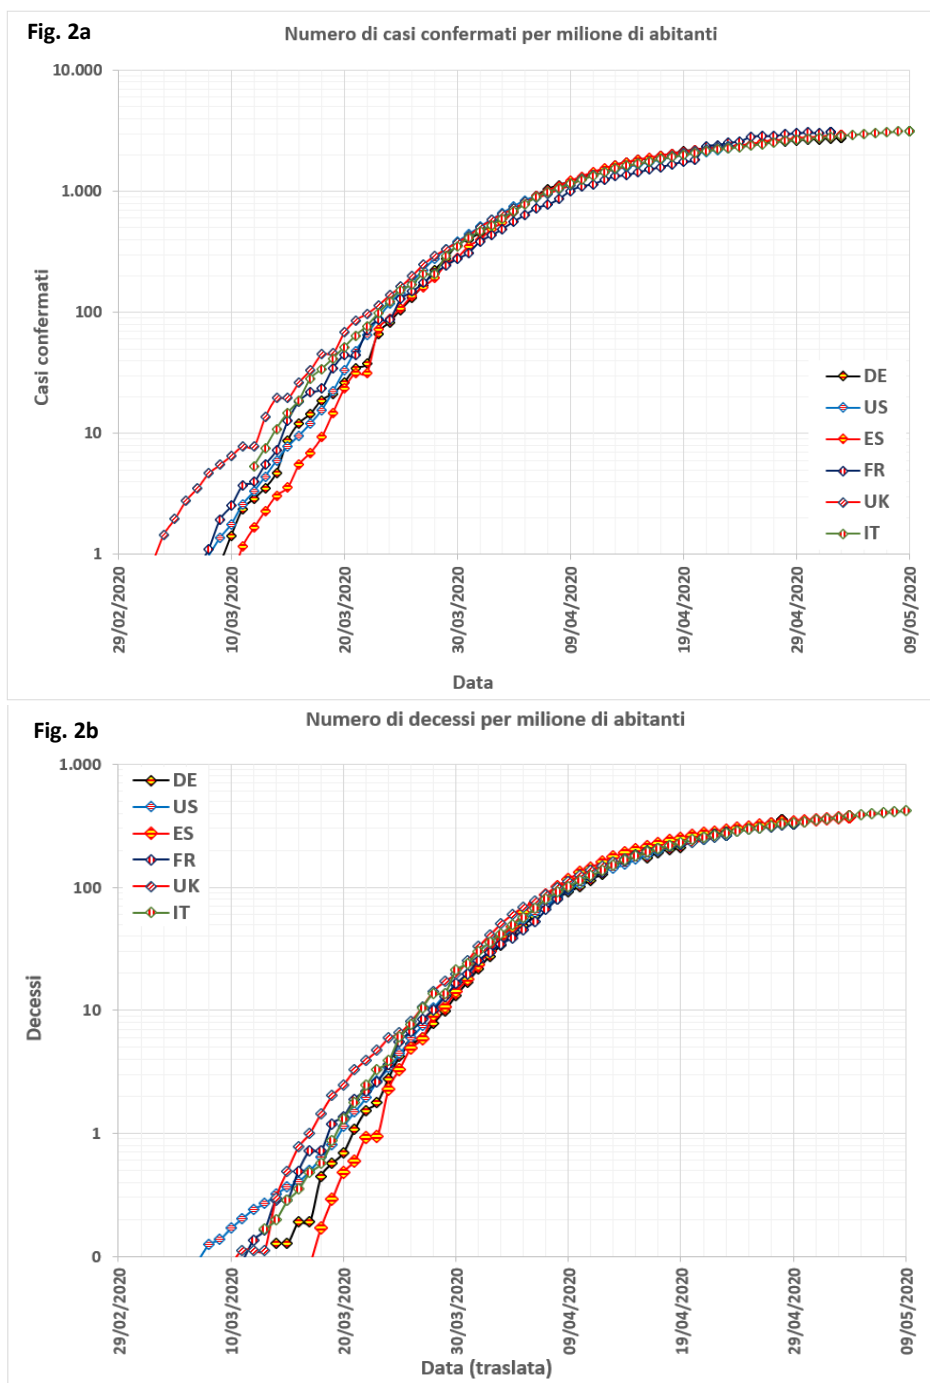 Fig. 2a
Numero di casi confermati per milione di abitanti
10.000
1.000
100
10
1
Casi confermati
DE
US
ES
FR
UK
IT
29/02/2020
10/03/2020
20/03/2020
30/03/2020
09/04/2020
19/04/2020
29/04/2020
09/05/2020
Data
Fig. 2b
Numero di decessi per milione di abitanti
1.000
100
10
1
0
Decessi
DE
US
ES
FR
UK
IT
29/02/2020
10/03/2020
20/03/2020
30/03/2020
09/04/2020
19/04/2020
29/04/2020
09/05/2020
Data (traslata)